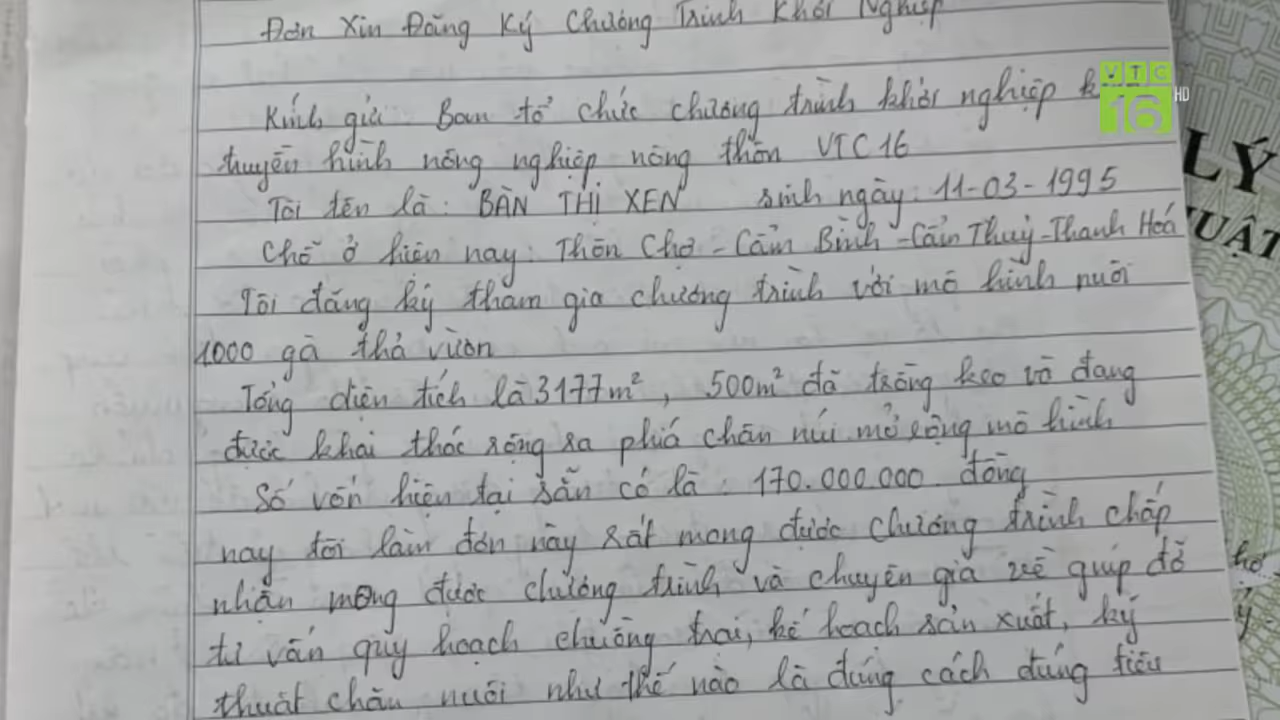 Đơn Xin Đăng Ký Chương Trình Khởi Nghiệp
Kính gửi: Ban tổ chức chương trình khởi nghiệp
truyền hình nông nghiệp nông thôn VTC16
Tôi tên là: BÀN THỊ XEN sinh ngày: 11-03-1995
Chỗ ở hiện nay: Thôn Chợ - Cẩm Bình - Cẩm Thuỷ - Thanh Hoá
Tôi đăng ký tham gia chương trình với mô hình nuôi
1000 gà thả vườn
Tổng diện tích là 3177m², 500m² đã trồng keo và đang
được khai thác rộng ra phía chân núi mở rộng mô hình
Số vốn hiện tại sẵn có là: 170.000.000 đồng
nay tôi làm đơn này rất mong được chương trình chấp
nhận mong được chương trình và chuyên gia về giúp đỡ
tư vấn quy hoạch chuồng trại, kế hoạch sản xuất, kỹ
thuật chăn nuôi như thế nào là đúng cách đúng tiêu
VTC
16
HD
LÝ
UẬT